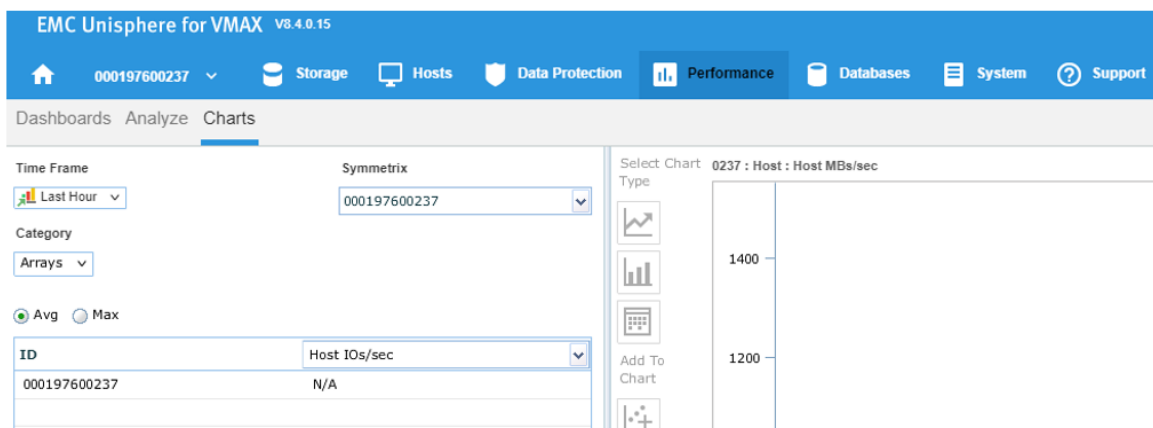 EMC Unisphere for VMAX V8.4.0.15
000197600237 Storage Hosts Data Protection Performance Databases System Support
Dashboards Analyze Charts
Time Frame
Last Hour
Symmetrix
000197600237
Category
Arrays
Avg Max
ID Host IOs/sec
000197600237 N/A
Select Chart
Type
Add To
Chart
0237 : Host : Host MBs/sec
1400
1200